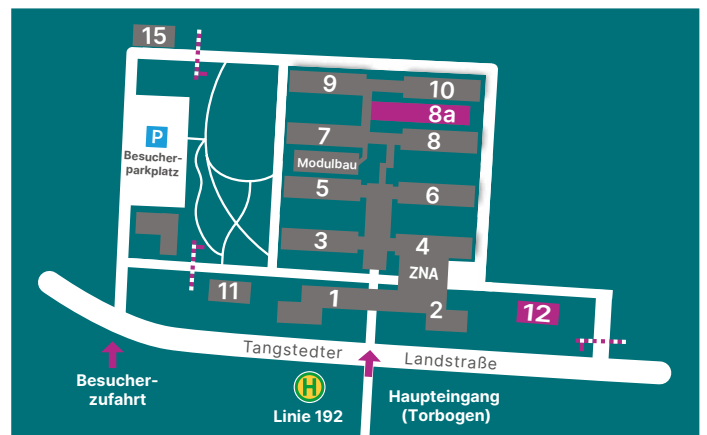 15
9
10
8a
7
8
P
Besucher-
parkplatz
Modulbau
5
6
3
4
ZNA
11
1
2
12
Tangstedter Landstraße
Besucher-
zufahrt
H
Linie 192
Haupteingang
(Torbogen)